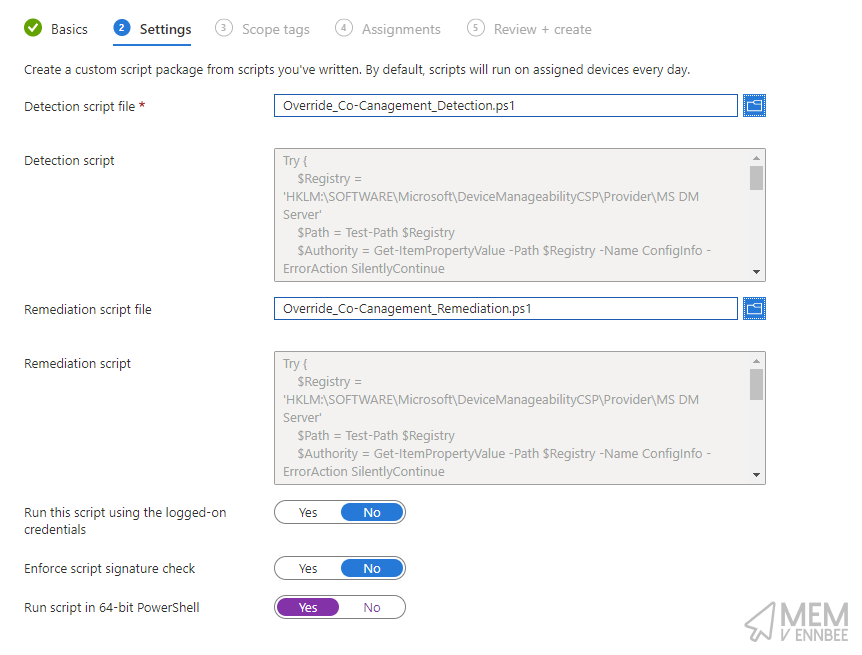 Basics 2 Settings 3 Scope tags 4 Assignments 5 Review + create
Create a custom script package from scripts you've written. By default, scripts will run on assigned devices every day.
Detection script file * Override_Co-Canagement_Detection.ps1
Detection script
Try {
$Registry =
'HKLM:\SOFTWARE\Microsoft\DeviceManageabilityCSP\Provider\MS DM
Server'
$Path = Test-Path $Registry
$Authority = Get-ItemPropertyValue -Path $Registry -Name ConfigInfo -
ErrorAction SilentlyContinue
Remediation script file Override_Co-Canagement_Remediation.ps1
Remediation script
Try {
$Registry =
'HKLM:\SOFTWARE\Microsoft\DeviceManageabilityCSP\Provider\MS DM
Server'
$Path = Test-Path $Registry
$Authority = Get-ItemPropertyValue -Path $Registry -Name ConfigInfo -
ErrorAction SilentlyContinue
Run this script using the logged-on
credentials
Yes No
Enforce script signature check Yes No
Run script in 64-bit PowerShell Yes No
MEM
V ENNBEE